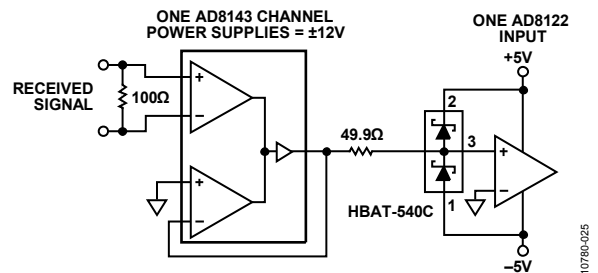 ONE AD8143 CHANNEL
POWER SUPPLIES = ±12V
ONE AD8122
INPUT
+5V
RECEIVED
SIGNAL
100Ω
+
–
+
–
49.9Ω
2
3
1
HBAT-540C
+
–
–5V
10780-025